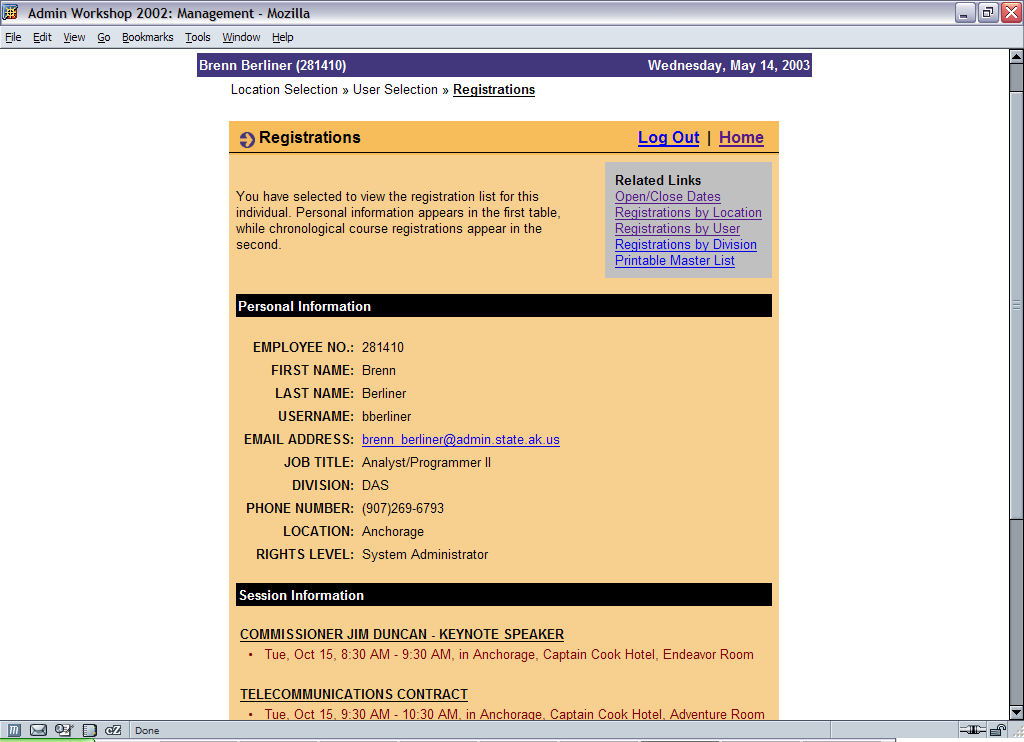 Admin Workshop 2002: Management - Mozilla
File Edit View Go Bookmarks Tools Window Help
Brenn Berliner (281410) Wednesday, May 14, 2003
Location Selection » User Selection » Registrations
Registrations Log Out | Home
You have selected to view the registration list for this
individual. Personal information appears in the first table,
while chronological course registrations appear in the
second.
Related Links
Open/Close Dates
Registrations by Location
Registrations by User
Registrations by Division
Printable Master List
Personal Information
EMPLOYEE NO.: 281410
FIRST NAME: Brenn
LAST NAME: Berliner
USERNAME: bberliner
EMAIL ADDRESS: brenn_berliner@admin.state.ak.us
JOB TITLE: Analyst/Programmer II
DIVISION: DAS
PHONE NUMBER: (907)269-6793
LOCATION: Anchorage
RIGHTS LEVEL: System Administrator
Session Information
COMMISSIONER JIM DUNCAN - KEYNOTE SPEAKER
• Tue, Oct 15, 8:30 AM - 9:30 AM, in Anchorage, Captain Cook Hotel, Endeavor Room
TELECOMMUNICATIONS CONTRACT
• Tue, Oct 15, 9:30 AM - 10:30 AM, in Anchorage, Captain Cook Hotel, Adventure Room
cZ Done